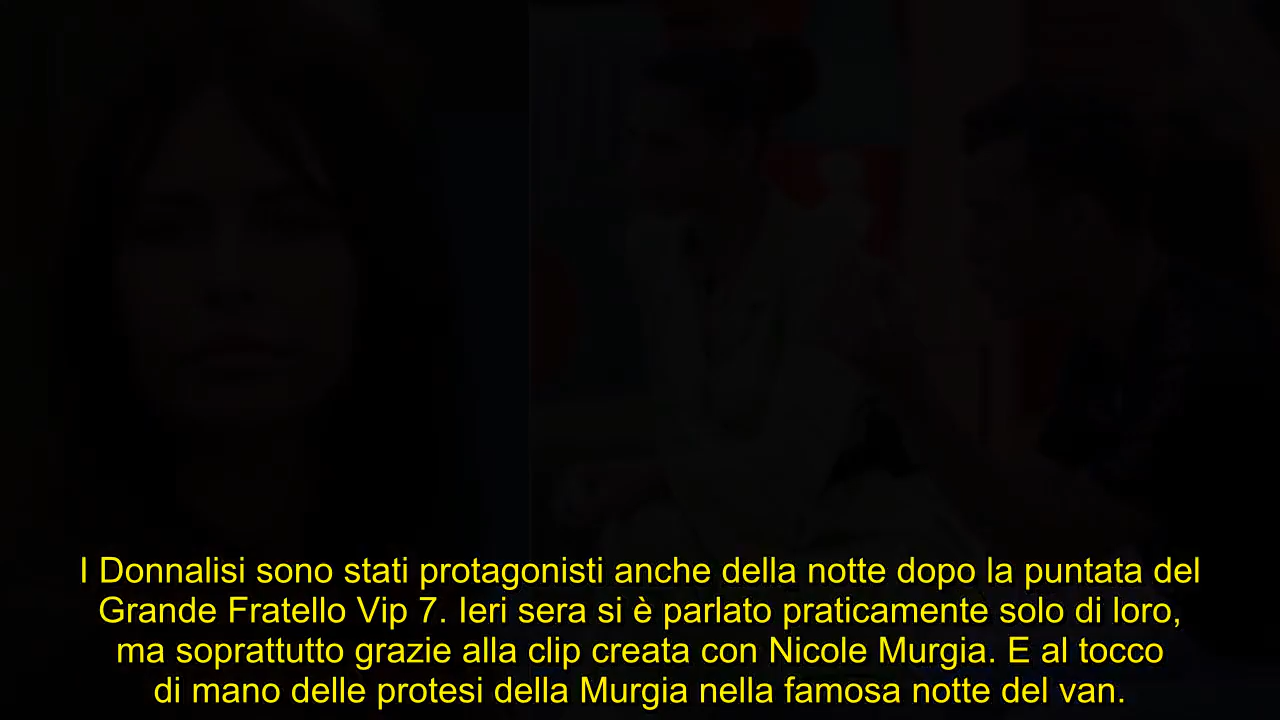 I Donnalisi sono stati protagonisti anche della notte dopo la puntata del
Grande Fratello Vip 7. Ieri sera si è parlato praticamente solo di loro,
ma soprattutto grazie alla clip creata con Nicole Murgia. E al tocco
di mano delle protesi della Murgia nella famosa notte del van.